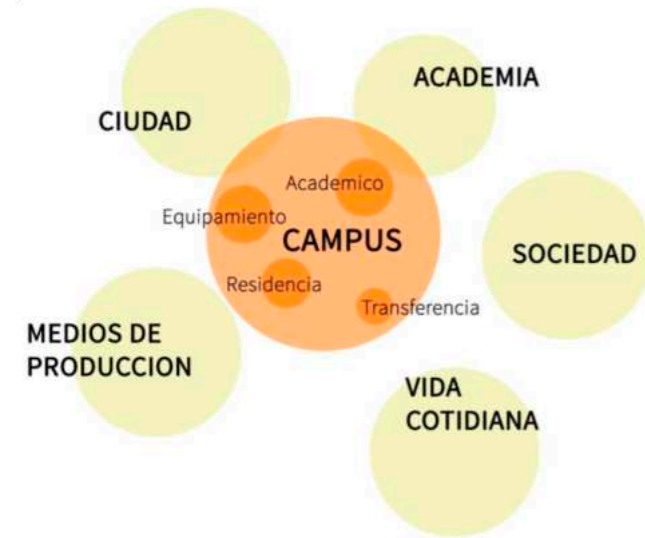 ACADEMIA
CIUDAD
Academico
Equipamiento
CAMPUS
SOCIEDAD
Residencia
Transferencia
MEDIOS DE
PRODUCCION
VIDA
COTIDIANA